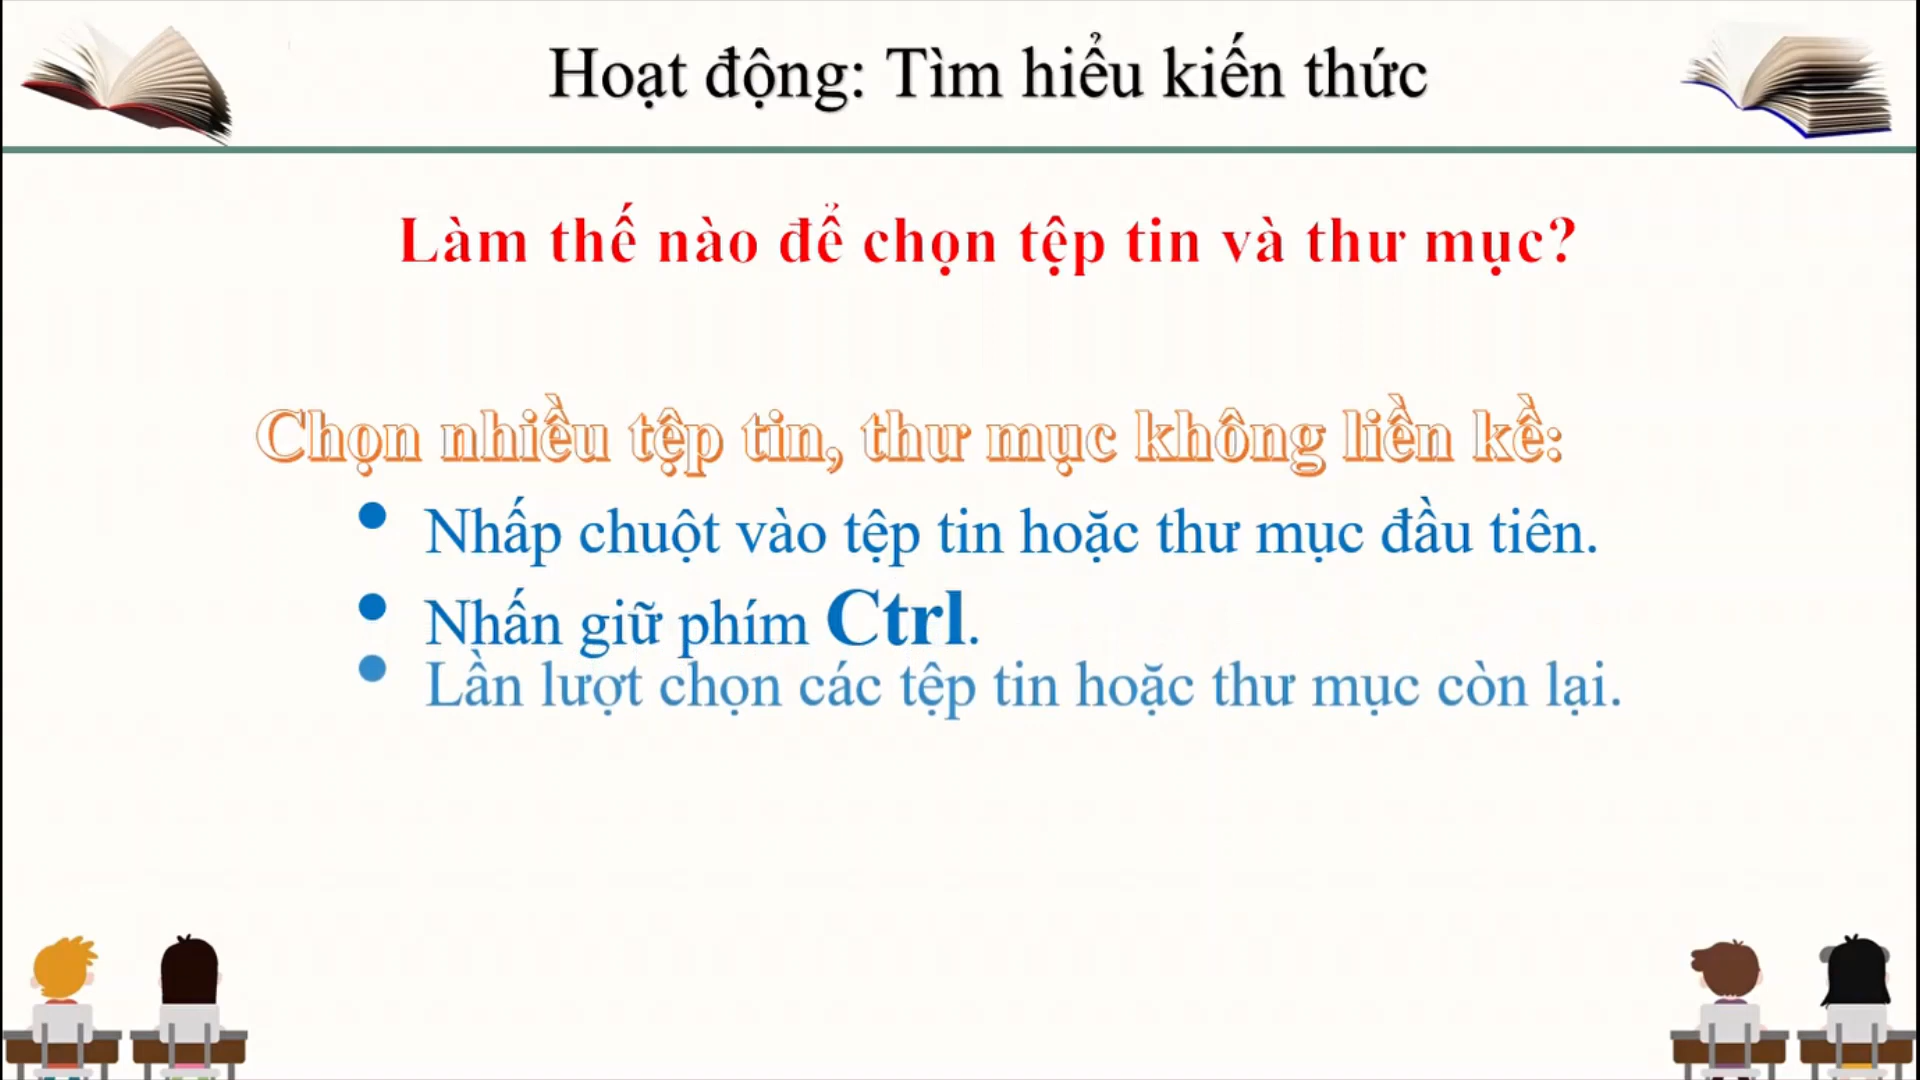 Hoạt động: Tìm hiểu kiến thức
Làm thế nào để chọn tệp tin và thư mục?
Chọn nhiều tệp tin, thư mục không liền kề:
• Nhấp chuột vào tệp tin hoặc thư mục đầu tiên.
• Nhấn giữ phím Ctrl.
• Lần lượt chọn các tệp tin hoặc thư mục còn lại.